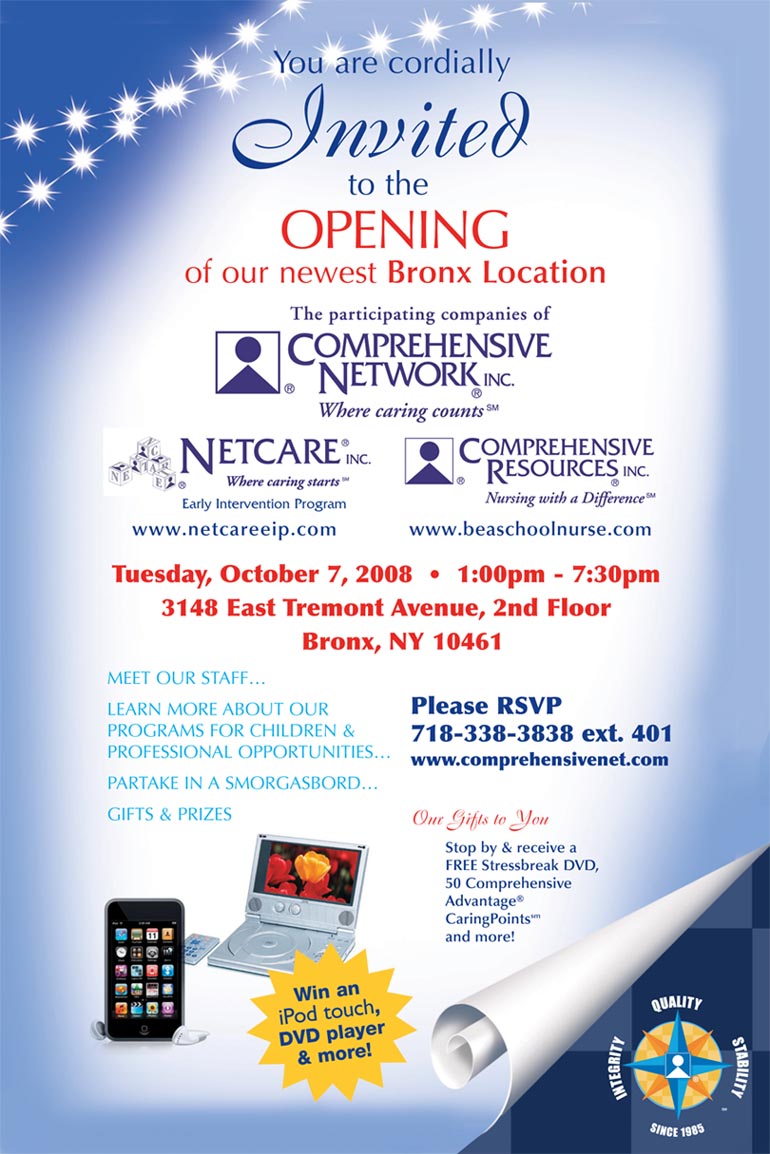 You are cordially
Invited
to the
OPENING
of our newest Bronx Location
The participating companies of
COMPREHENSIVE
NETWORK INC.
®
®
Where caring counts℠
NETCARE® INC.
®
Where caring starts℠
Early Intervention Program
www.netcareeip.com
COMPREHENSIVE
RESOURCES INC.
®
®
Nursing with a Difference℠
www.beaschoolnurse.com
Tuesday, October 7, 2008 • 1:00pm - 7:30pm
3148 East Tremont Avenue, 2nd Floor
Bronx, NY 10461
MEET OUR STAFF...
LEARN MORE ABOUT OUR
PROGRAMS FOR CHILDREN &
PROFESSIONAL OPPORTUNITIES...
PARTAKE IN A SMORGASBORD...
GIFTS & PRIZES
Please RSVP
718-338-3838 ext. 401
www.comprehensivenet.com
Our Gifts to You
Stop by & receive a
FREE Stressbreak DVD,
50 Comprehensive
Advantage®
CaringPoints℠
and more!
Win an
iPod touch,
DVD player
& more!
INTEGRITY
QUALITY
STABILITY
SINCE 1985